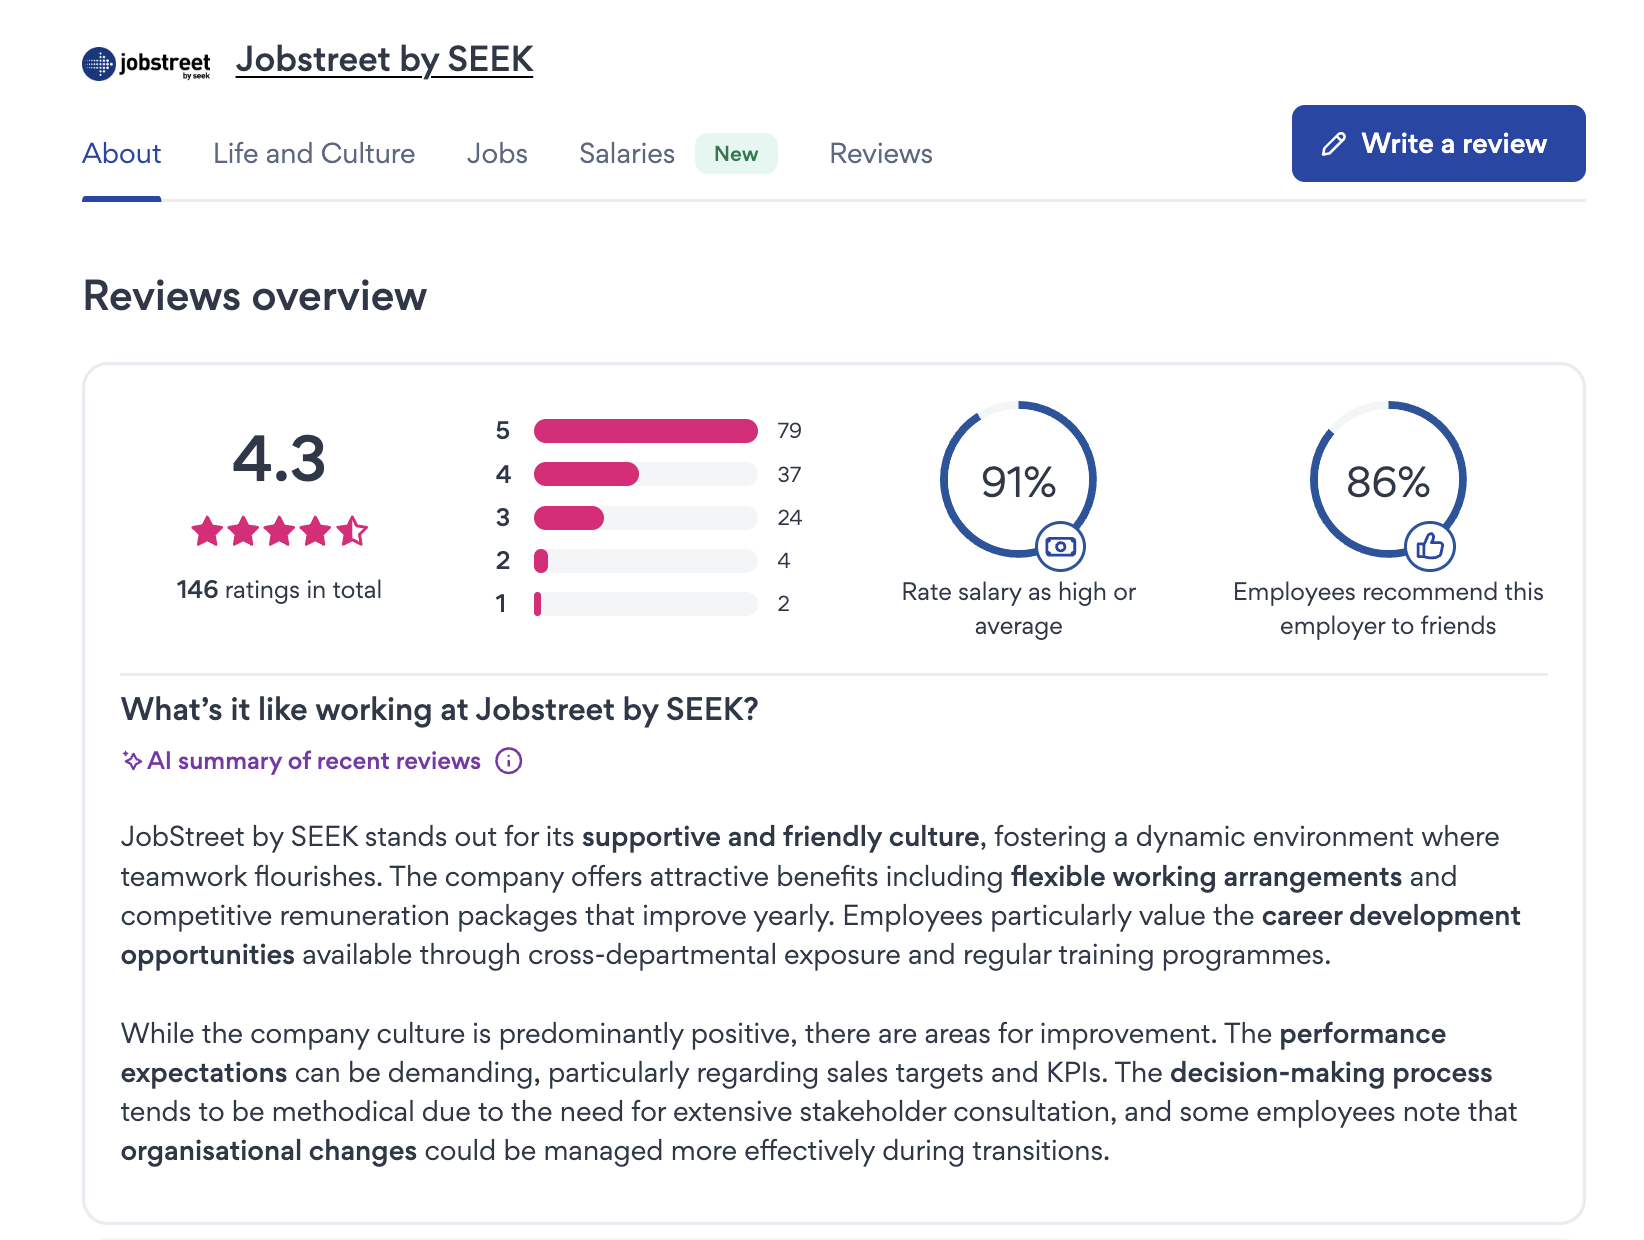 jobstreet
by seek
Jobstreet by SEEK
About
Life and Culture
Jobs
Salaries
New
Reviews
Write a review
Reviews overview
4.3
146 ratings in total
5 79
4 37
3 24
2 4
1 2
91%
Rate salary as high or
average
86%
Employees recommend this
employer to friends
What’s it like working at Jobstreet by SEEK?
AI summary of recent reviews
JobStreet by SEEK stands out for its supportive and friendly culture, fostering a dynamic environment where
teamwork flourishes. The company offers attractive benefits including flexible working arrangements and
competitive remuneration packages that improve yearly. Employees particularly value the career development
opportunities available through cross-departmental exposure and regular training programmes.
While the company culture is predominantly positive, there are areas for improvement. The performance
expectations can be demanding, particularly regarding sales targets and KPIs. The decision-making process
tends to be methodical due to the need for extensive stakeholder consultation, and some employees note that
organisational changes could be managed more effectively during transitions.